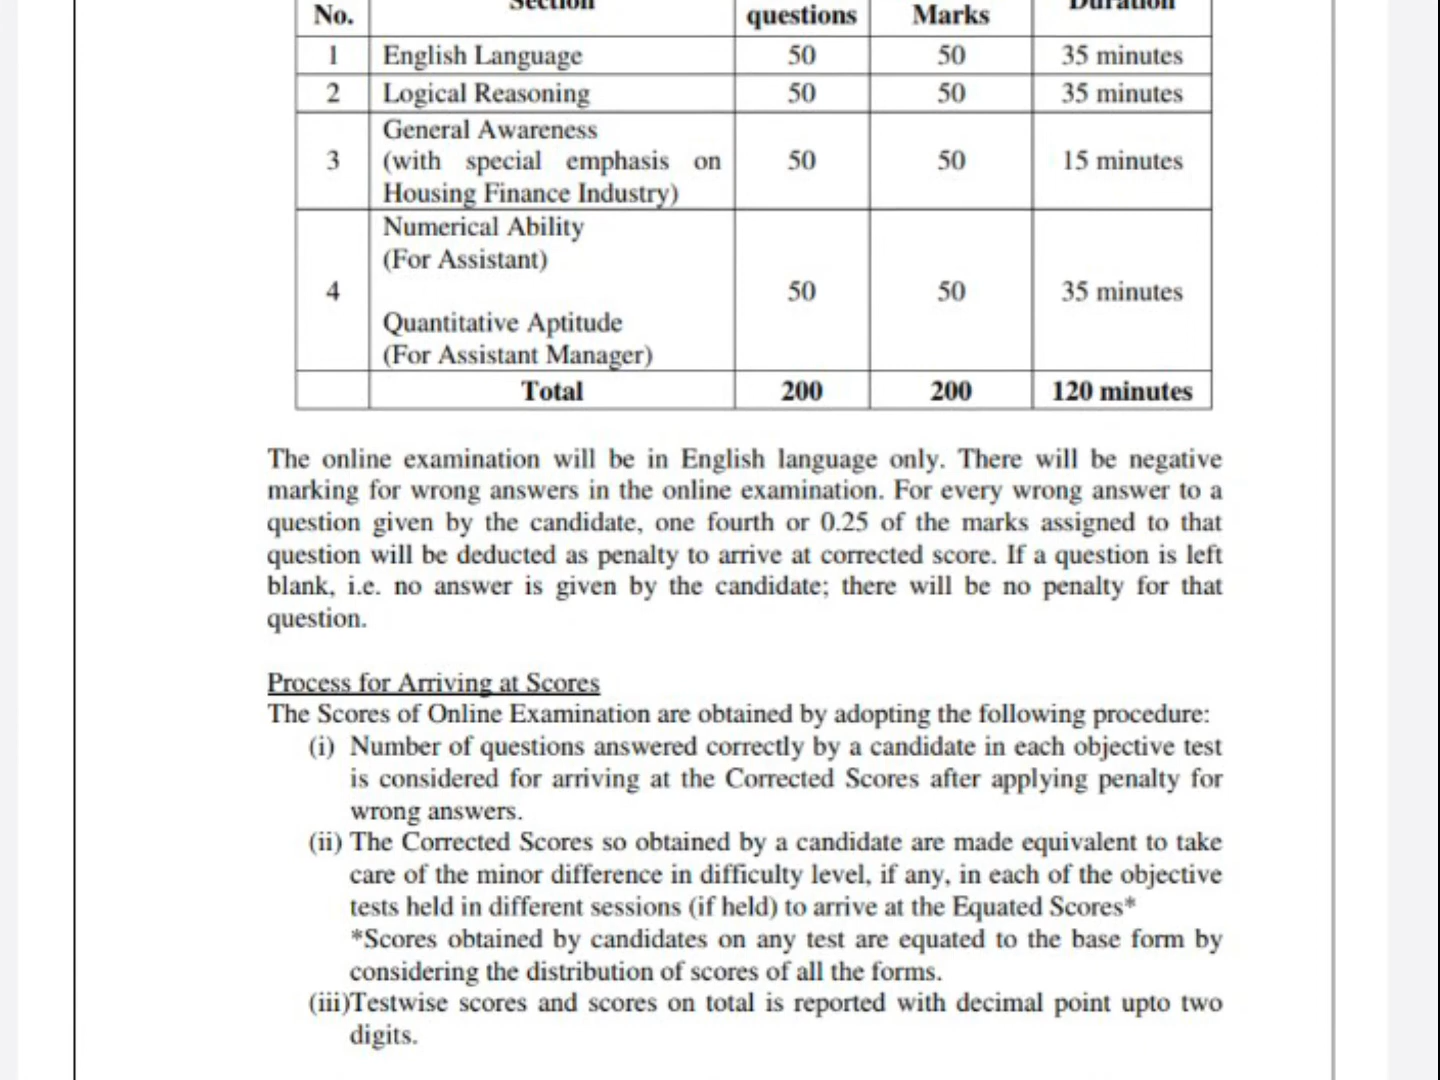 Section Duration
No. questions Marks
1 English Language 50 50 35 minutes
2 Logical Reasoning 50 50 35 minutes
General Awareness
3 (with special emphasis on 50 50 15 minutes
Housing Finance Industry)
Numerical Ability
(For Assistant)
4 50 50 35 minutes
Quantitative Aptitude
(For Assistant Manager)
Total 200 200 120 minutes
The online examination will be in English language only. There will be negative
marking for wrong answers in the online examination. For every wrong answer to a
question given by the candidate, one fourth or 0.25 of the marks assigned to that
question will be deducted as penalty to arrive at corrected score. If a question is left
blank, i.e. no answer is given by the candidate; there will be no penalty for that
question.
Process for Arriving at Scores
The Scores of Online Examination are obtained by adopting the following procedure:
(i) Number of questions answered correctly by a candidate in each objective test
is considered for arriving at the Corrected Scores after applying penalty for
wrong answers.
(ii) The Corrected Scores so obtained by a candidate are made equivalent to take
care of the minor difference in difficulty level, if any, in each of the objective
tests held in different sessions (if held) to arrive at the Equated Scores*
*Scores obtained by candidates on any test are equated to the base form by
considering the distribution of scores of all the forms.
(iii)Testwise scores and scores on total is reported with decimal point upto two
digits.